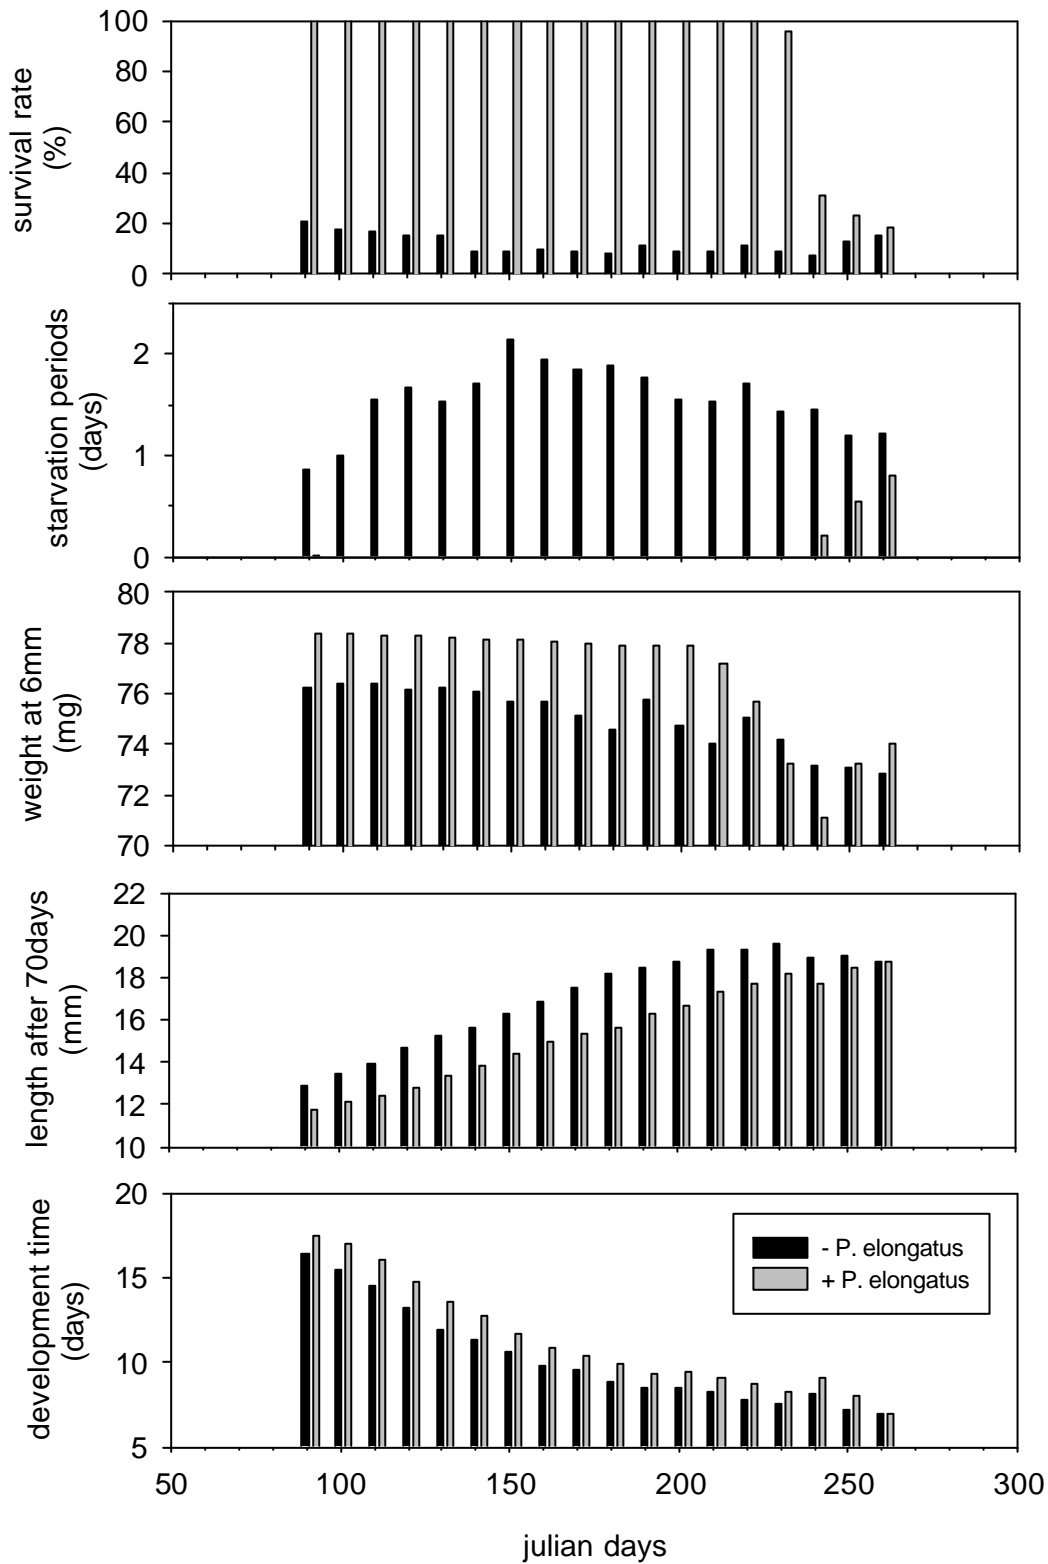 100
80
60
40
20
0
survival rate
(%)
2
1
0
starvation periods
(days)
80
78
76
74
72
70
weight at 6mm
(mg)
22
20
18
16
14
12
10
length after 70days
(mm)
20
15
10
5
development time
(days)
- P. elongatus
+ P. elongatus
50 100 150 200 250 300
julian days